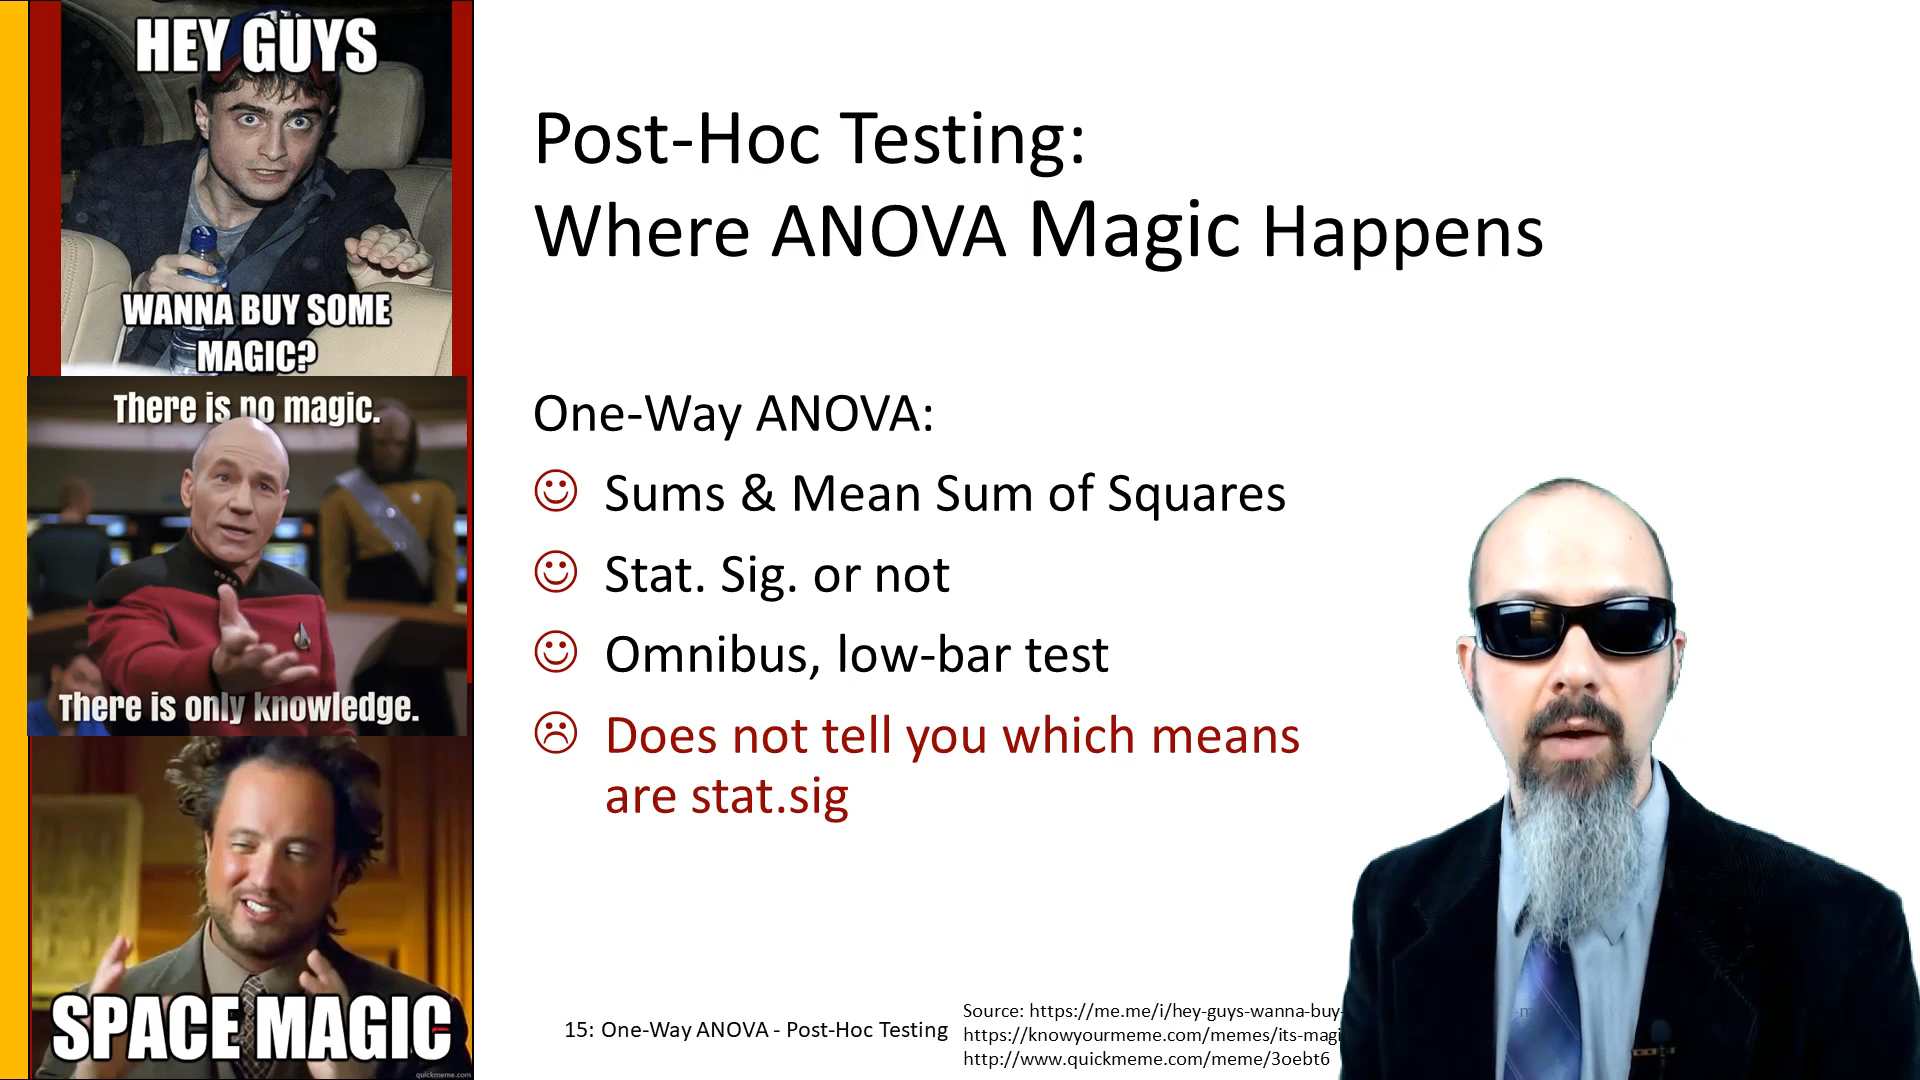 HEY GUYS
WANNA BUY SOME
MAGIC?
There is no magic.
There is only knowledge.
SPACE MAGIC
quickmeme.com
Post-Hoc Testing:
Where ANOVA Magic Happens
One-Way ANOVA:
Sums & Mean Sum of Squares
Stat. Sig. or not
Omnibus, low-bar test
Does not tell you which means
are stat.sig
15: One-Way ANOVA - Post-Hoc Testing
Source: https://me.me/i/hey-guys-wanna-buy-
https://knowyourmeme.com/memes/its-magi
http://www.quickmeme.com/meme/3oebt6